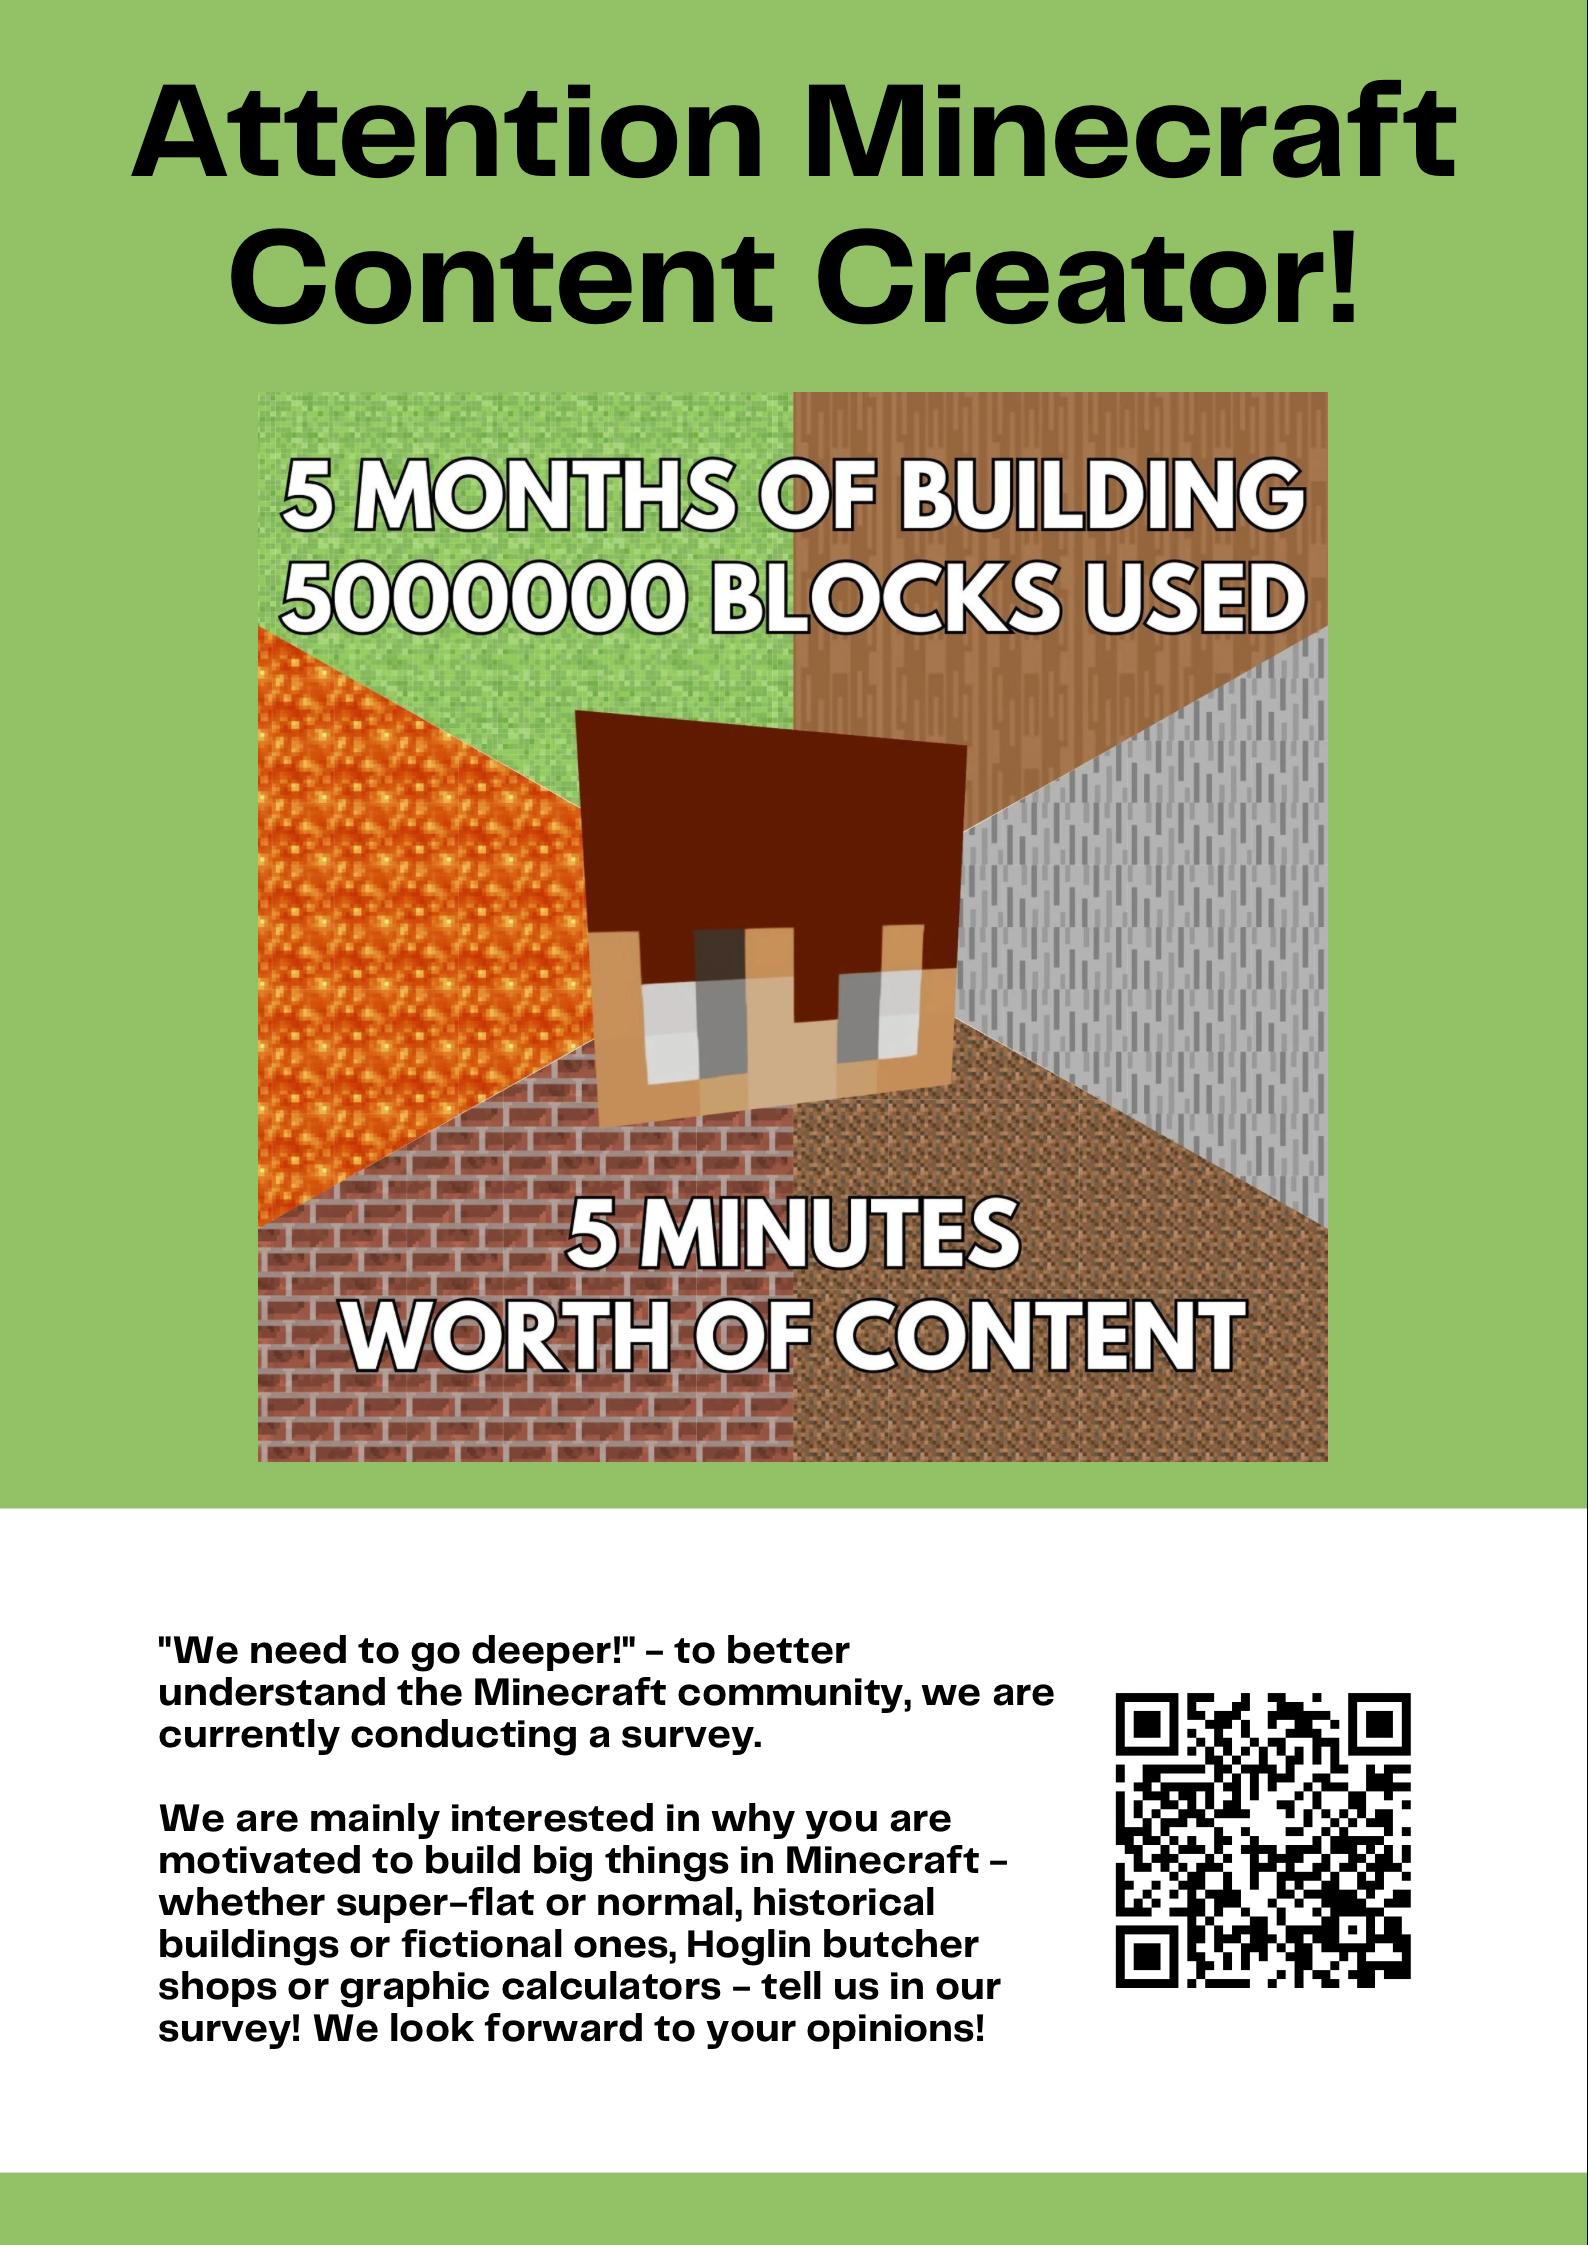 Attention Minecraft
Content Creator!
5 MONTHS OF BUILDING
5000000 BLOCKS USED
5 MINUTES
WORTH OF CONTENT
"We need to go deeper!" – to better
understand the Minecraft community, we are
currently conducting a survey.
We are mainly interested in why you are
motivated to build big things in Minecraft –
whether super-flat or normal, historical
buildings or fictional ones, Hoglin butcher
shops or graphic calculators – tell us in our
survey! We look forward to your opinions!